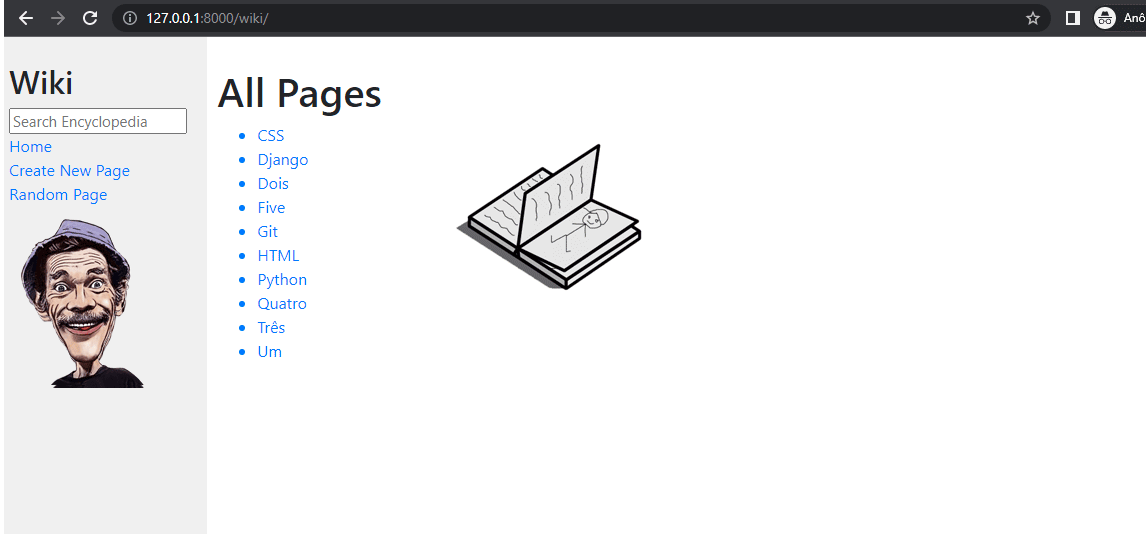 127.0.0.1:8000/wiki/
Anô
Wiki
Search Encyclopedia
Home
Create New Page
Random Page
All Pages
CSS
Django
Dois
Five
Git
HTML
Python
Quatro
Três
Um